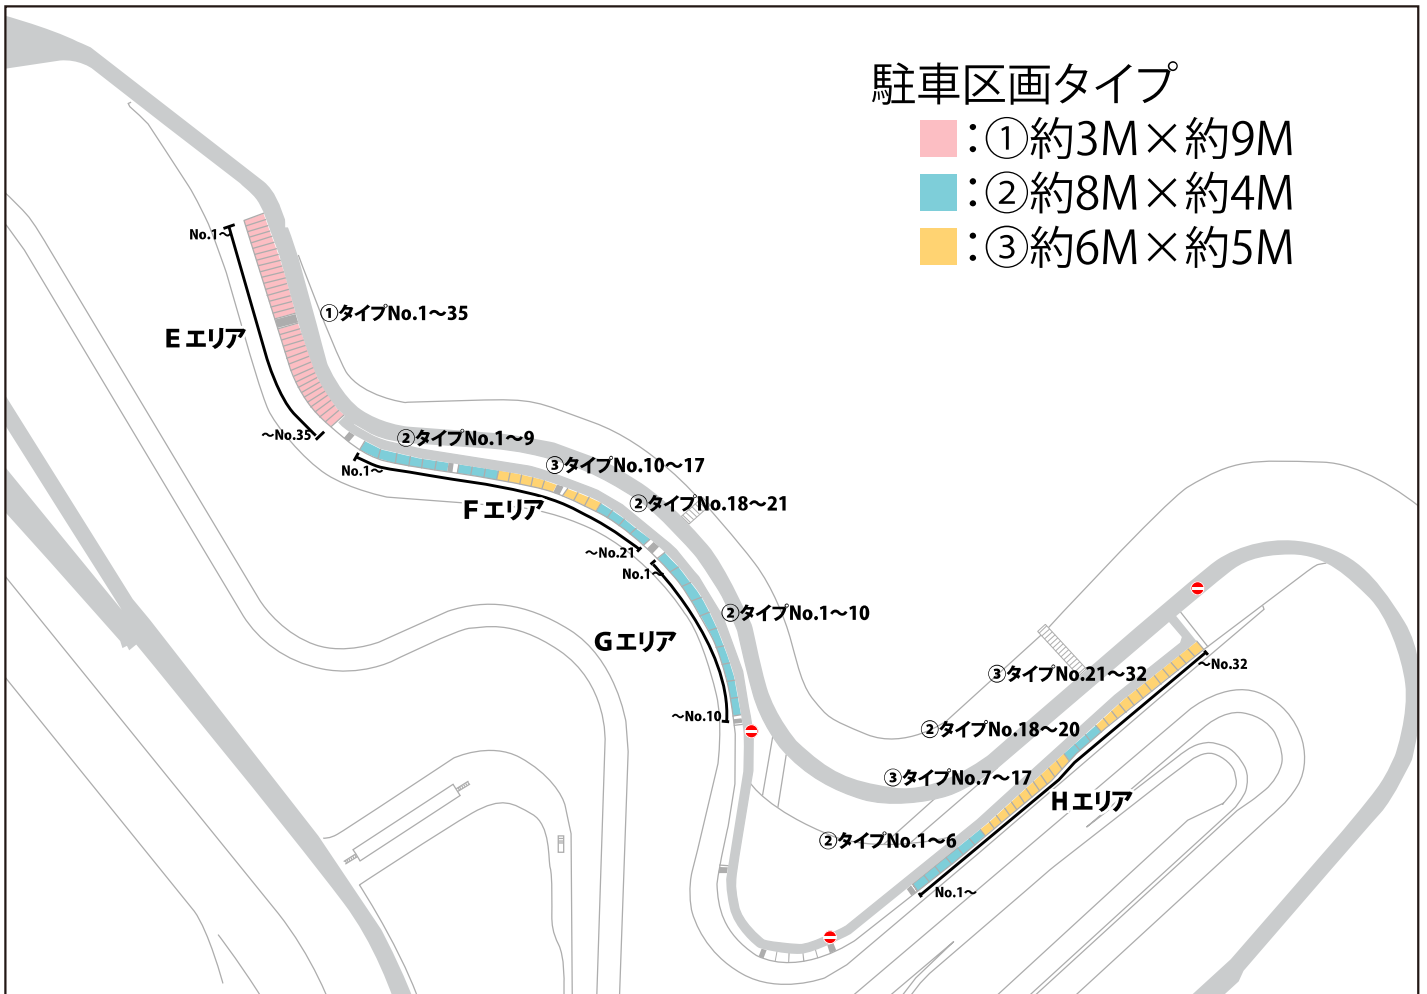 駐車区画タイプ
：①約3M×約9M
：②約8M×約4M
：③約6M×約5M
No.1～
①タイプNo.1～35
Eエリア
～No.35
②タイプNo.1～9
No.1～
③タイプNo.10～17
②タイプNo.18～21
Fエリア
～No.21
No.1～
②タイプNo.1～10
Gエリア
～No.10
～No.32
③タイプNo.21～32
②タイプNo.18～20
③タイプNo.7～17
Hエリア
②タイプNo.1～6
No.1～